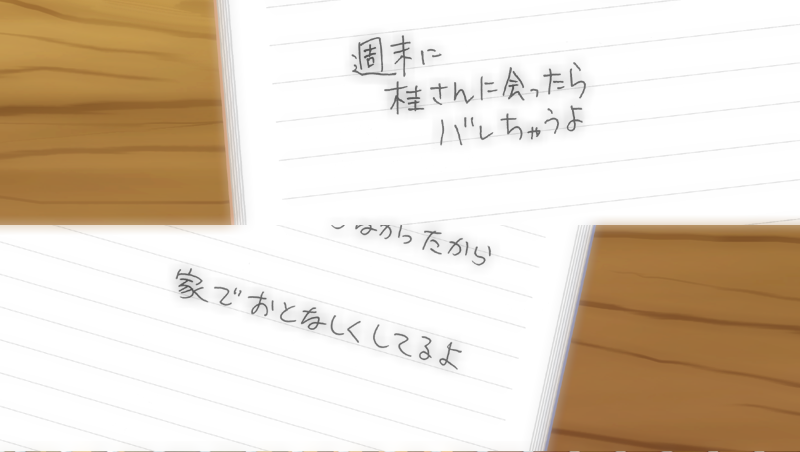 週末に
桂さんに会ったら
バレちゃうよ
なかったから
家でおとなしくしてるよ